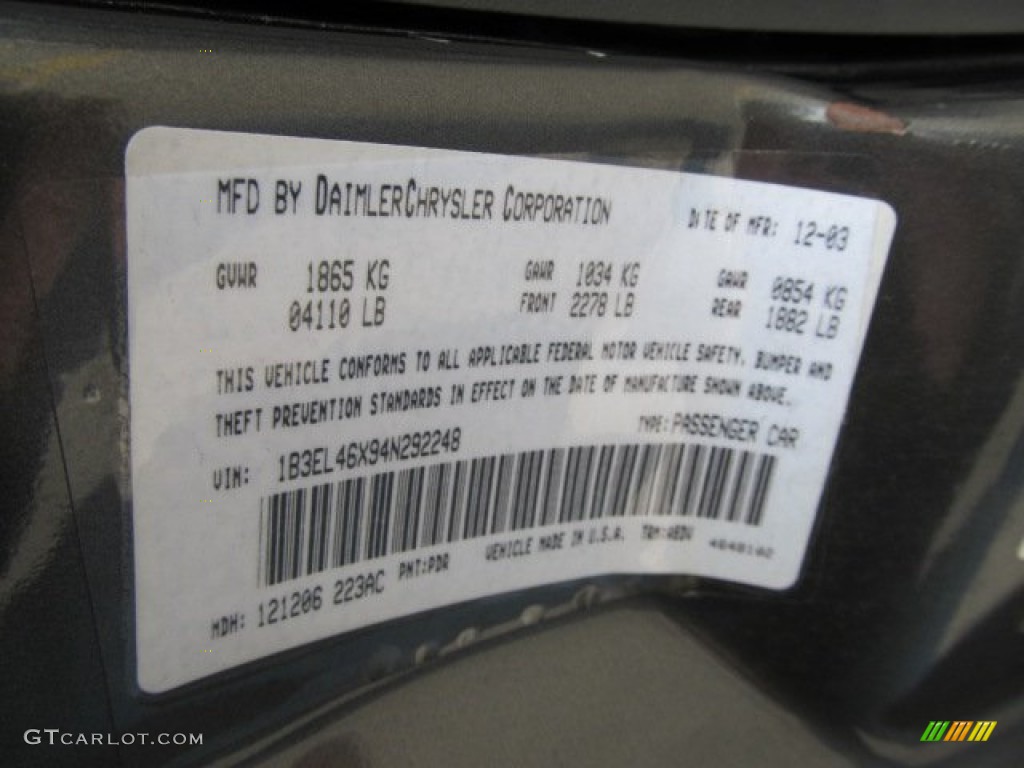 MFD BY DAIMLERCHRYSLER CORPORATION DATE OF MFR: 12-03
GVWR 1865 KG GAWR 1034 KG GAWR 0854 KG
04110 LB FRONT 2278 LB REAR 1882 LB
THIS VEHICLE CONFORMS TO ALL APPLICABLE FEDERAL MOTOR VEHICLE SAFETY, BUMPER AND
THEFT PREVENTION STANDARDS IN EFFECT ON THE DATE OF MANUFACTURE SHOWN ABOVE.
VIN: 1B3EL46X94N292248 TYPE: PASSENGER CAR
MDH: 121206 223AC PNT:PDR VEHICLE MADE IN U.S.A. TRM:ABDV
GTCARLOT.COM